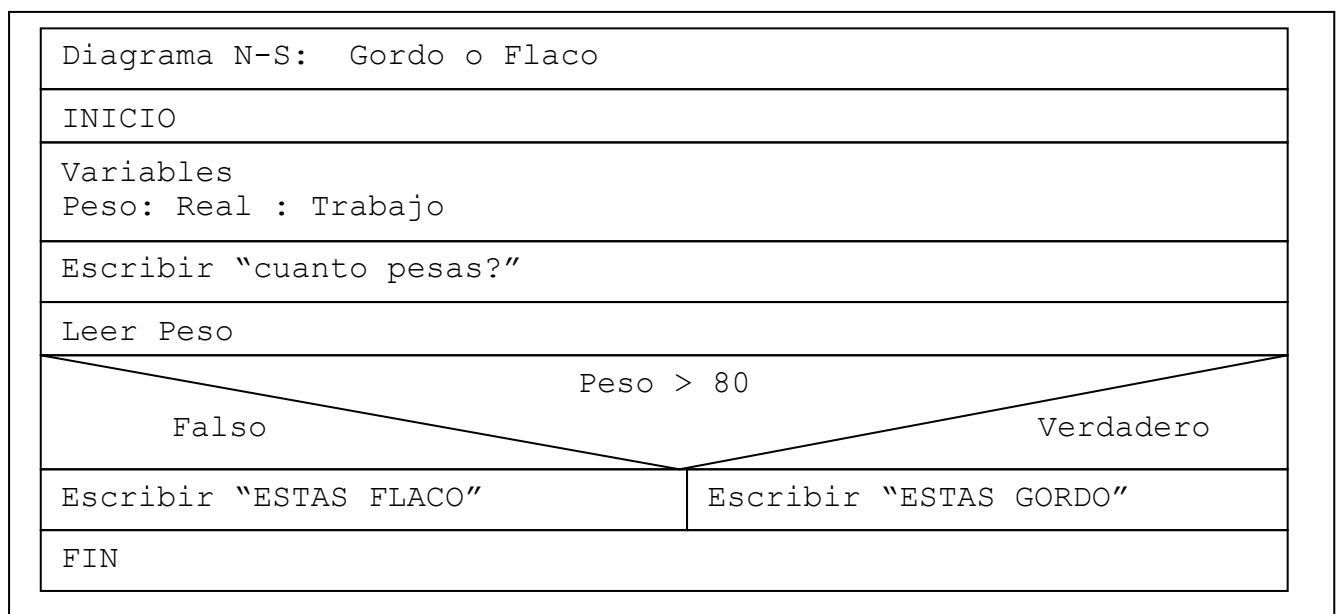 Diagrama N-S:  Gordo o Flaco
INICIO
Variables
Peso: Real : Trabajo
Escribir “cuanto pesas?”
Leer Peso
Peso > 80
Falso
Verdadero
Escribir “ESTAS FLACO”
Escribir “ESTAS GORDO”
FIN